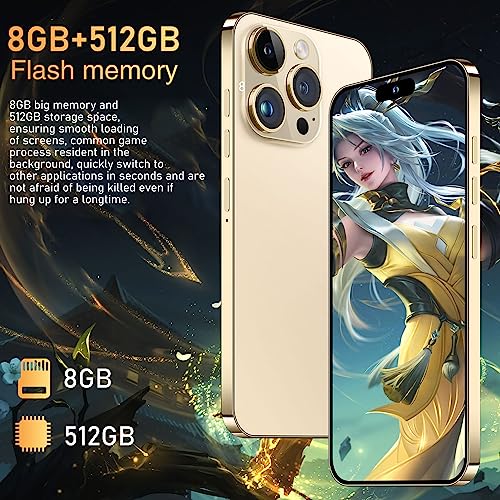 8GB+512GB
Flash memory
8GB big memory and
512GB storage space,
ensuring smooth loading
of screens, common game
process resident in the
background, quickly switch to
other applications in seconds and are
not afraid of being killed even if
hung up for a longtime.
8GB
512GB